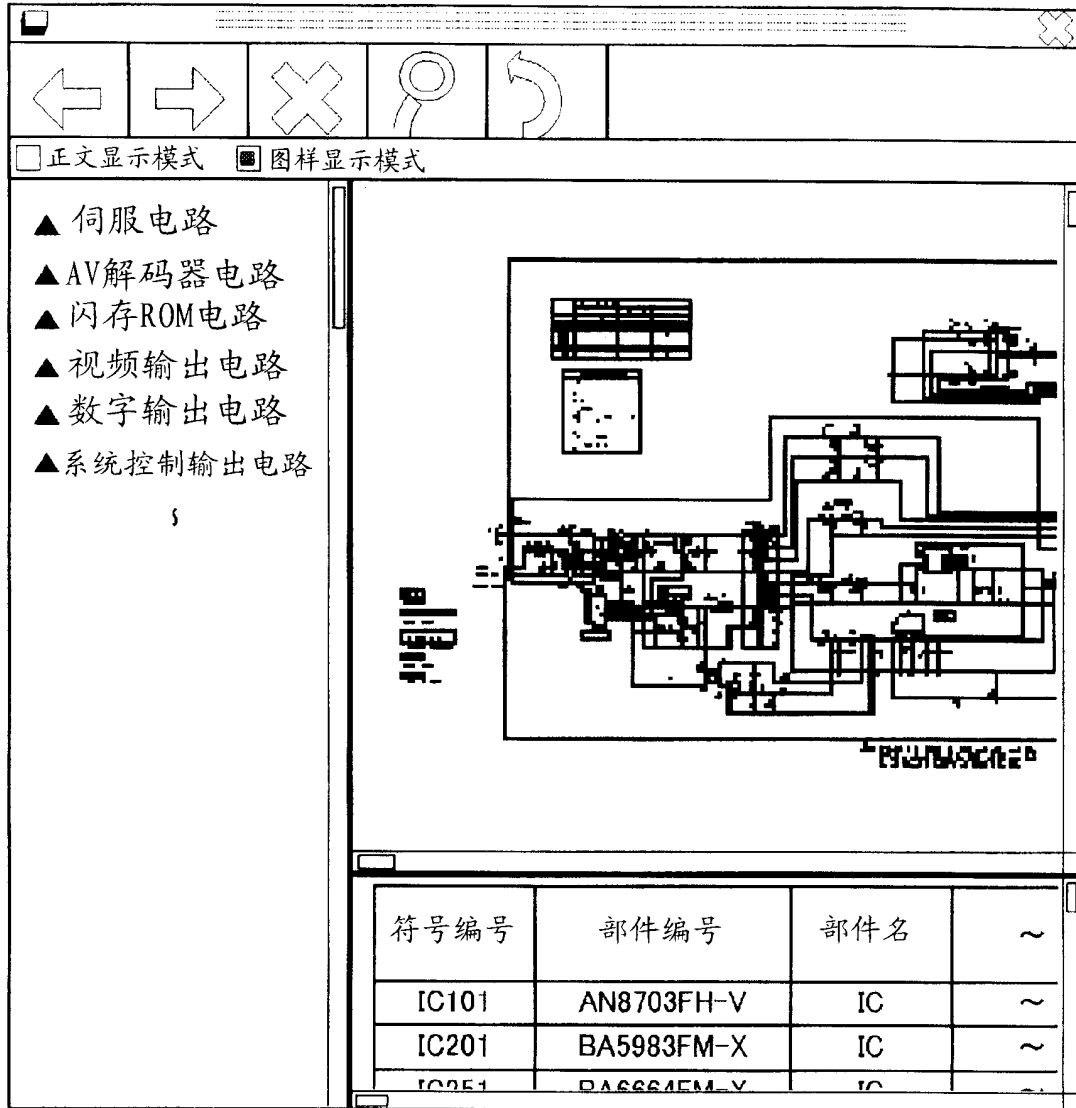 正文显示模式 图样显示模式
▲ 伺服电路
▲ AV解码器电路
▲ 闪存ROM电路
▲ 视频输出电路
▲ 数字输出电路
▲ 系统控制输出电路
符号编号 部件编号 部件名 ~
IC101 AN8703FH-V IC ~
IC201 BA5983FM-X IC ~
IC251 BA6664FM-X IC ~